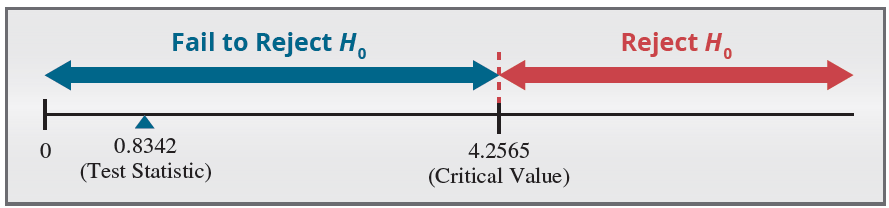 Fail to Reject H₀
Reject H₀
0
0.8342
(Test Statistic)
4.2565
(Critical Value)